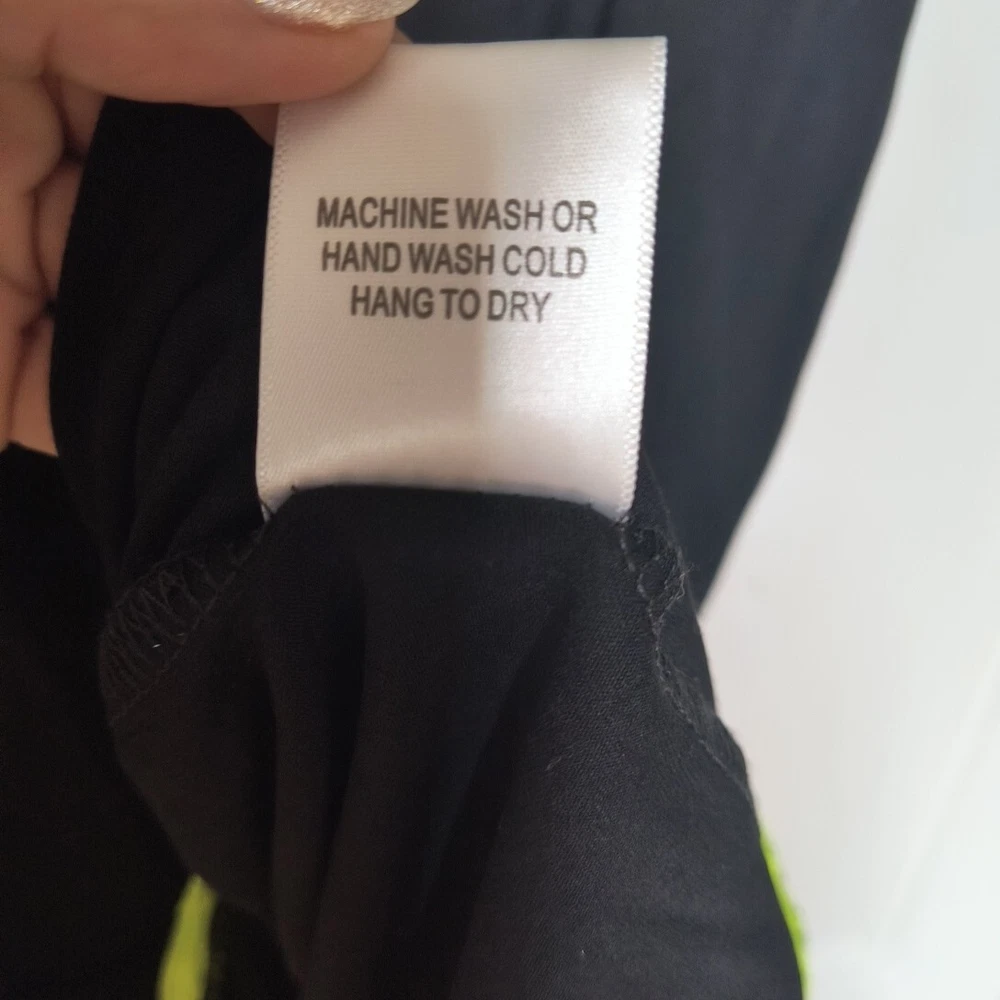 MACHINE WASH OR
HAND WASH COLD
HANG TO DRY